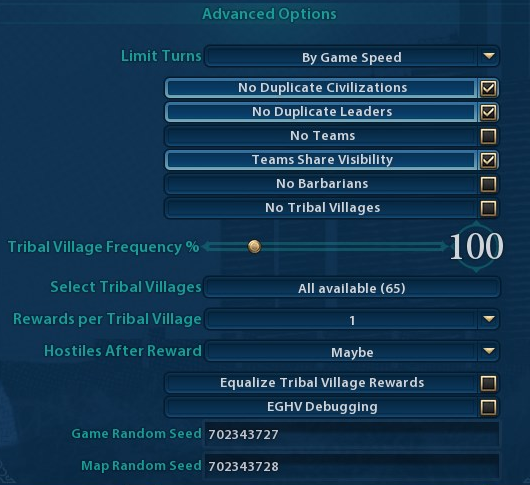 Advanced Options
Limit Turns By Game Speed
No Duplicate Civilizations
No Duplicate Leaders
No Teams
Teams Share Visibility
No Barbarians
No Tribal Villages
Tribal Village Frequency % 100
Select Tribal Villages All available (65)
Rewards per Tribal Village 1
Hostiles After Reward Maybe
Equalize Tribal Village Rewards
EGHV Debugging
Game Random Seed 702343727
Map Random Seed 702343728